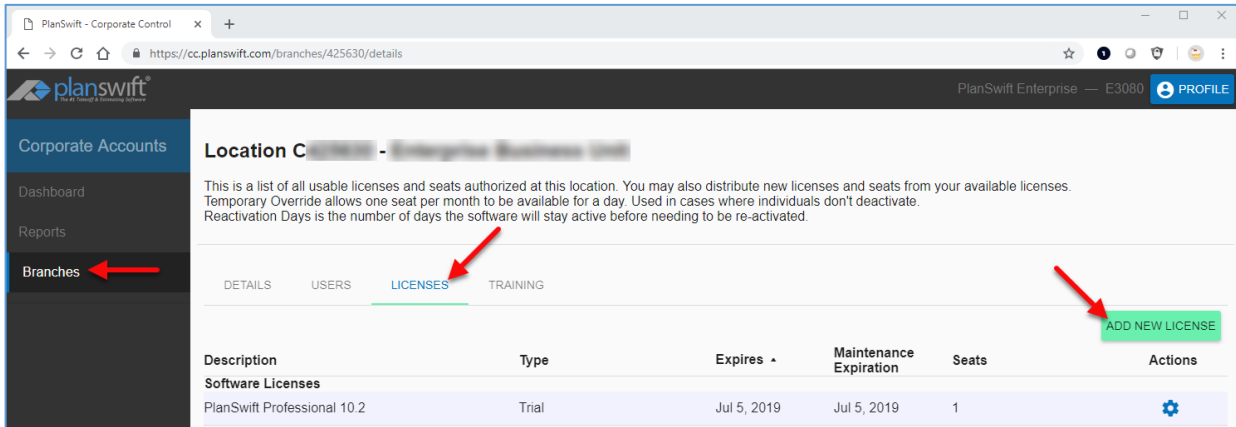 PlanSwift - Corporate Control
https://cc.planswift.com/branches/425630/details
planswift®
The #1 Takeoff & Estimating Software
PlanSwift Enterprise — E3080
PROFILE
Corporate Accounts
Dashboard
Reports
Branches
Location C -
This is a list of all usable licenses and seats authorized at this location. You may also distribute new licenses and seats from your available licenses.
Temporary Override allows one seat per month to be available for a day. Used in cases where individuals don't deactivate.
Reactivation Days is the number of days the software will stay active before needing to be re-activated.
DETAILS USERS LICENSES TRAINING
ADD NEW LICENSE
Description Type Expires Maintenance Expiration Seats Actions
Software Licenses
PlanSwift Professional 10.2 Trial Jul 5, 2019 Jul 5, 2019 1